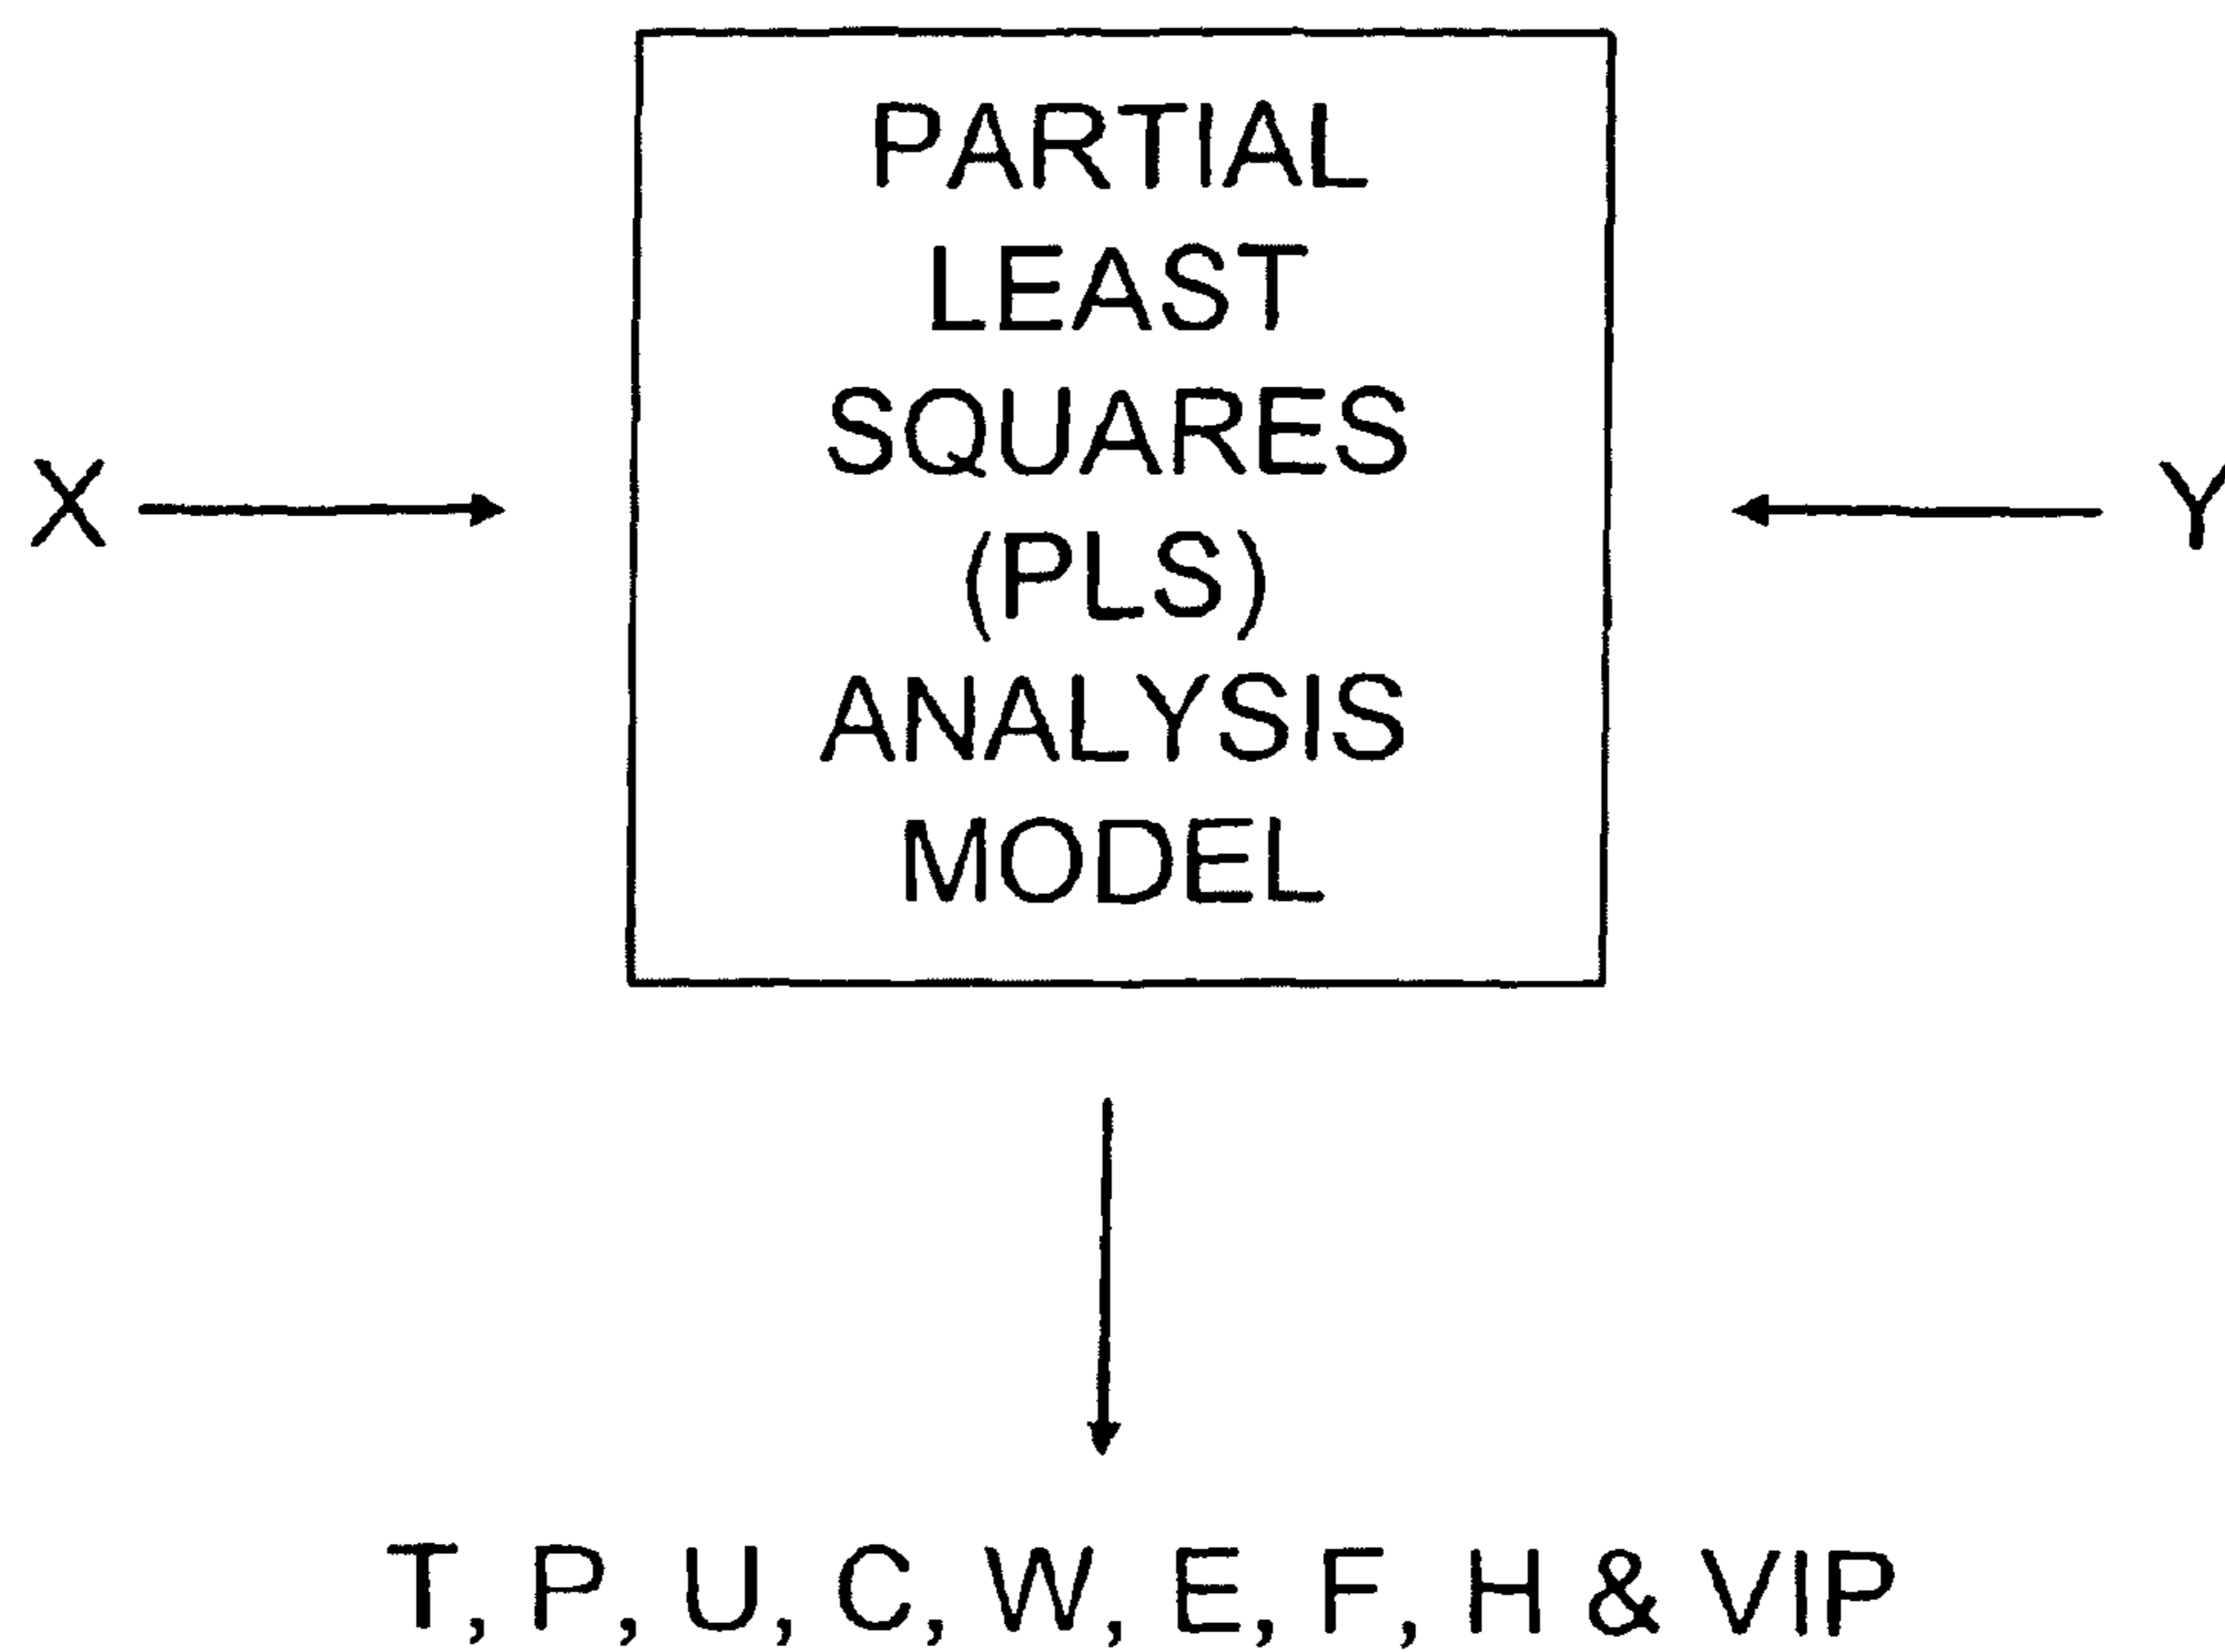 PARTIAL
LEAST
SQUARES
(PLS)
ANALYSIS
MODEL
X
Y
T, P, U, C, W, E, F, H & VIP